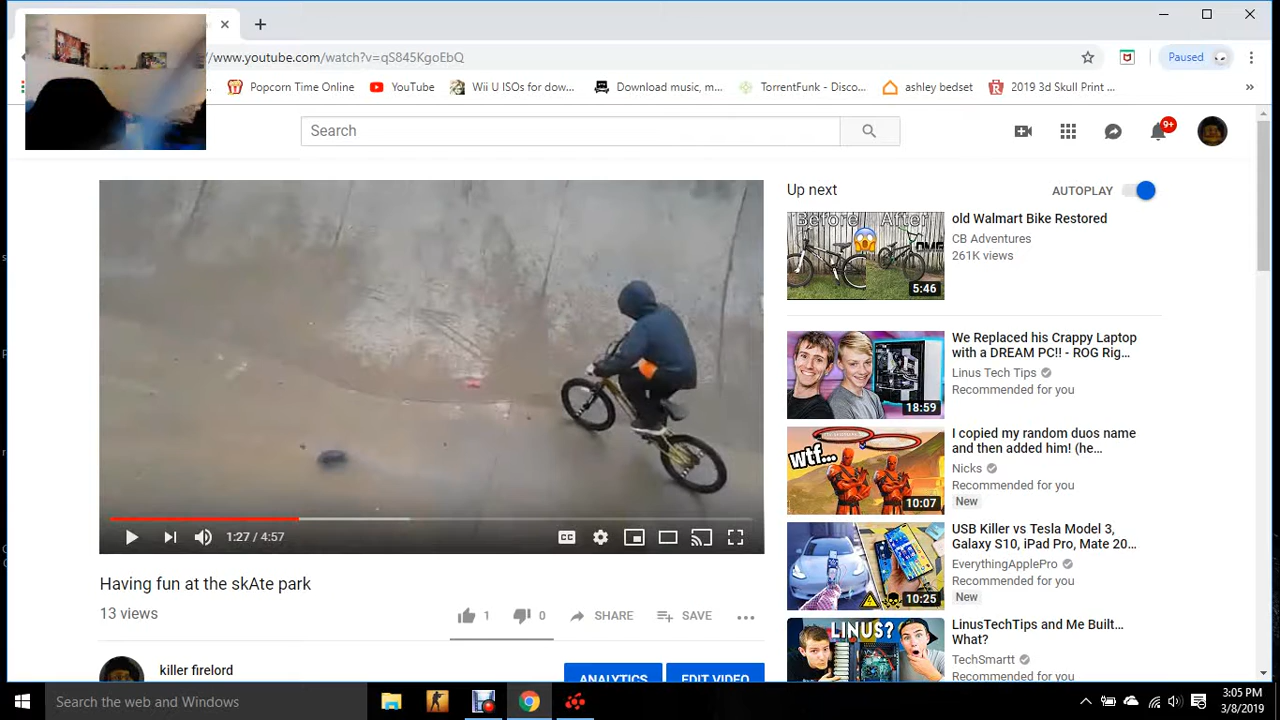 www.youtube.com/watch?v=qS845KgoEbQ
Paused
Popcorn Time Online
YouTube
Wii U ISOs for dow...
Download music, m...
TorrentFunk - Disco...
ashley bedset
2019 3d Skull Print ...
»
Search
9+
Up next
AUTOPLAY
Before After
5:46
old Walmart Bike Restored
CB Adventures
261K views
18:59
We Replaced his Crappy Laptop
with a DREAM PC!! - ROG Rig...
Linus Tech Tips
Recommended for you
wtf...
10:07
I copied my random duos name
and then added him! (he...
Nicks
Recommended for you
New
10:25
USB Killer vs Tesla Model 3,
Galaxy S10, iPad Pro, Mate 20...
EverythingApplePro
Recommended for you
New
LINUS?
LinusTechTips and Me Built...
What?
TechSmartt
Recommended for you
1:27 / 4:57
CC
Having fun at the skAte park
13 views
1
0
SHARE
SAVE
killer firelord
ANALYTICS
EDIT VIDEO
Search the web and Windows
3:05 PM
3/8/2019